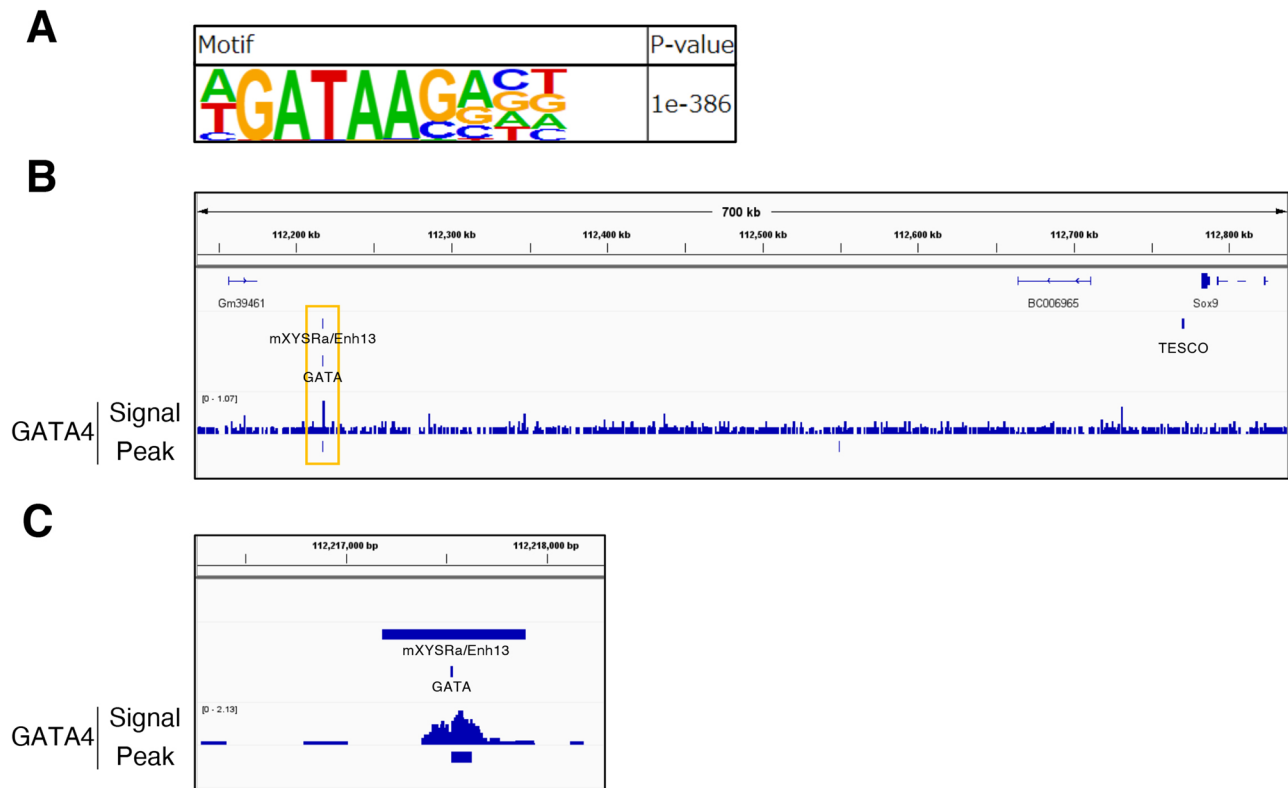 A
Motif P-value
1e-386
B
700 kb
112,200 kb 112,300 kb 112,400 kb 112,500 kb 112,600 kb 112,700 kb 112,800 kb
Gm39461 BC006965 Sox9
mXYSRa/Enh13 TESCO
GATA
[0 - 1.07]
GATA4 Signal
Peak
C
112,217,000 bp 112,218,000 bp
mXYSRa/Enh13
GATA
[0 - 2.13]
GATA4 Signal
Peak